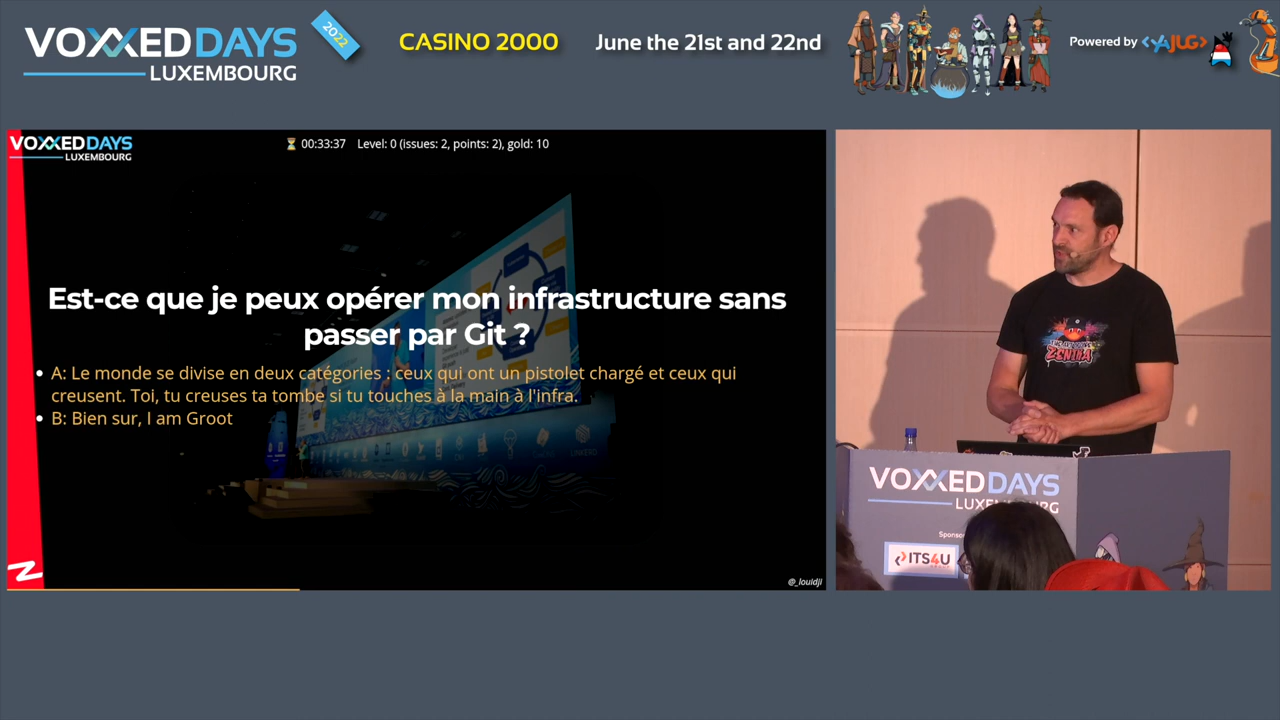 VOXXED DAYS
LUXEMBOURG
2022
CASINO 2000
June the 21st and 22nd
Powered by <YAJUG>
VOXXED DAYS
LUXEMBOURG
00:33:37 Level: 0 (issues: 2, points: 2), gold: 10
Est-ce que je peux opérer mon infrastructure sans
passer par Git ?
A: Le monde se divise en deux catégories : ceux qui ont un pistolet chargé et ceux qui
creusent. Toi, tu creuses ta tombe si tu touches à la main à l'infra.
B: Bien sur, I am Groot
@_louidji
ZENIKA
VOXXED DAYS
LUXEMBOURG
ITS4U